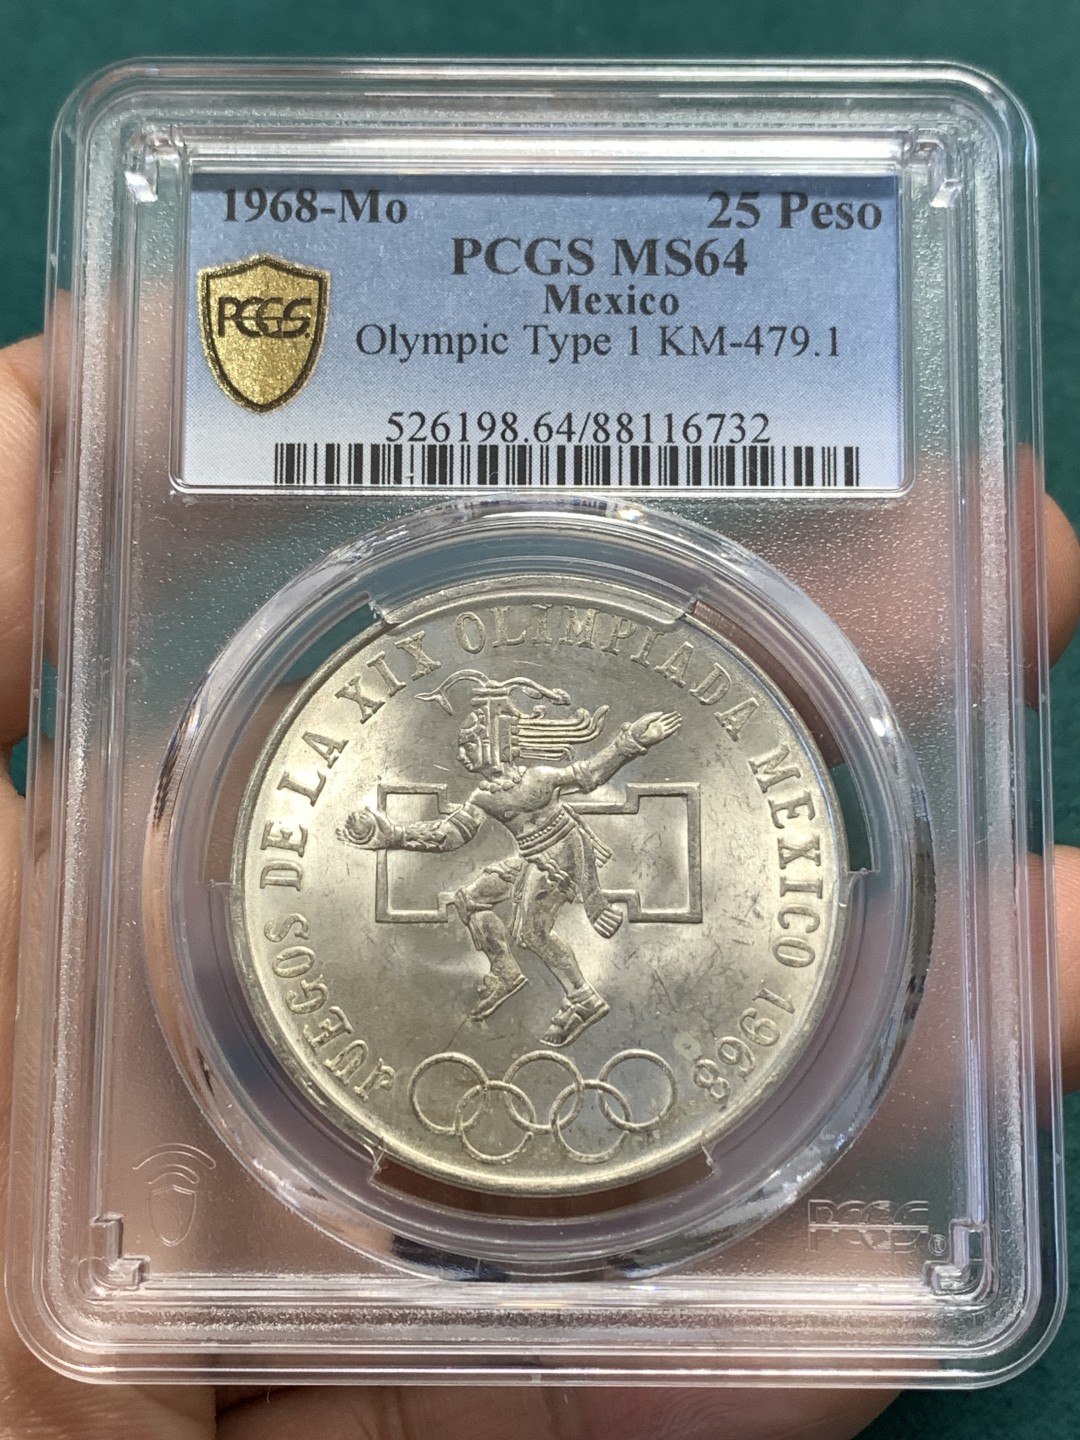 1968-Mo 25 Peso
PCGS MS64
Mexico
PCGS
Olympic Type 1 KM-479.1
526198.64/88116732
JUEGOS DE LA XIX OLIMPIADA MEXICO 1968
PCGS®